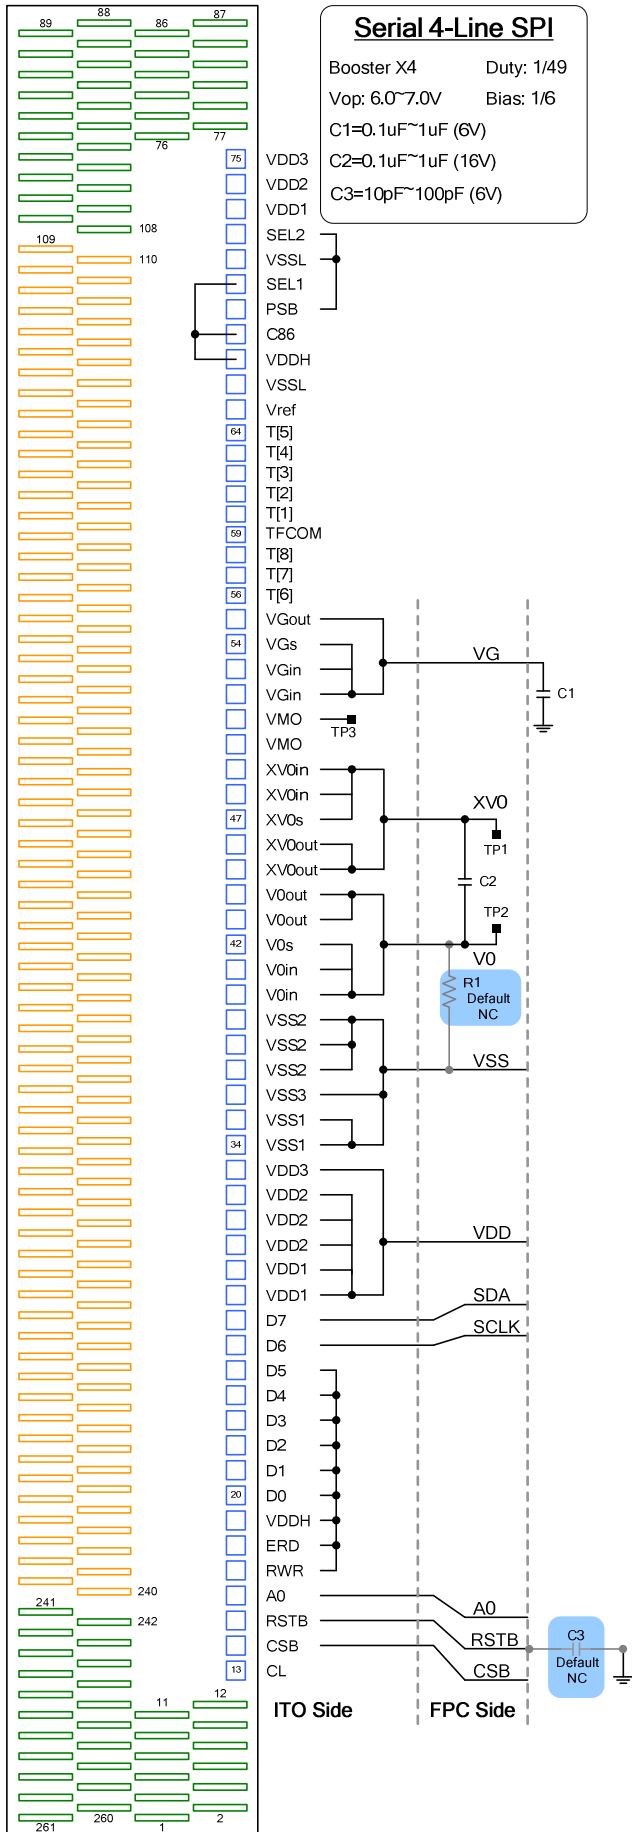 88
87
89
86
Serial 4-Line SPI
Booster X4 Duty: 1/49
Vop: 6.0~7.0V Bias: 1/6
C1=0.1uF~1uF (6V)
C2=0.1uF~1uF (16V)
C3=10pF~100pF (6V)
77
76
75 VDD3
VDD2
VDD1
108
SEL2
109
110
VSSL
SEL1
PSB
C86
VDDH
VSSL
Vref
64 T[5]
T[4]
T[3]
T[2]
T[1]
59 TFCOM
T[8]
T[7]
56 T[6]
VGout
54 VGs
VG
VGin
VGin
C1
VMO
TP3
VMO
XV0in
XV0in
XV0
47 XV0s
XV0out
TP1
XV0out
C2
V0out
V0out
TP2
42 V0s
V0
V0in
R1
Default
NC
V0in
VSS2
VSS2
VSS2
VSS
VSS3
VSS1
34 VSS1
VDD3
VDD2
VDD2
VDD
VDD2
VDD1
VDD1
SDA
D7
SCLK
D6
D5
D4
D3
D2
D1
20 D0
VDDH
ERD
RWR
240
A0
241
A0
242
RSTB
RSTB
C3
Default
NC
CSB
CSB
13 CL
12
11
ITO Side FPC Side
260
2
261
1